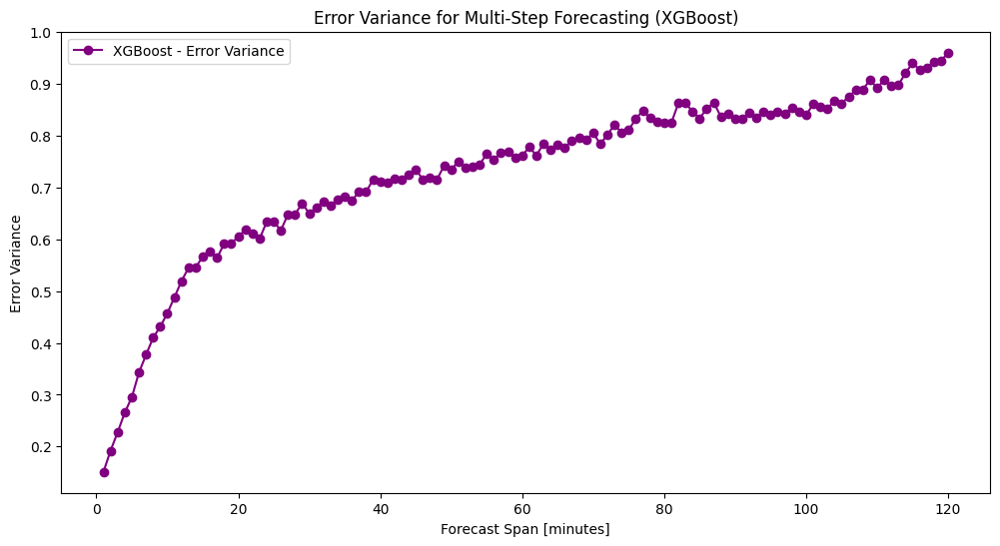 Error Variance for Multi-Step Forecasting (XGBoost)
XGBoost - Error Variance
Error Variance
1.0
0.9
0.8
0.7
0.6
0.5
0.4
0.3
0.2
0 20 40 60 80 100 120
Forecast Span [minutes]